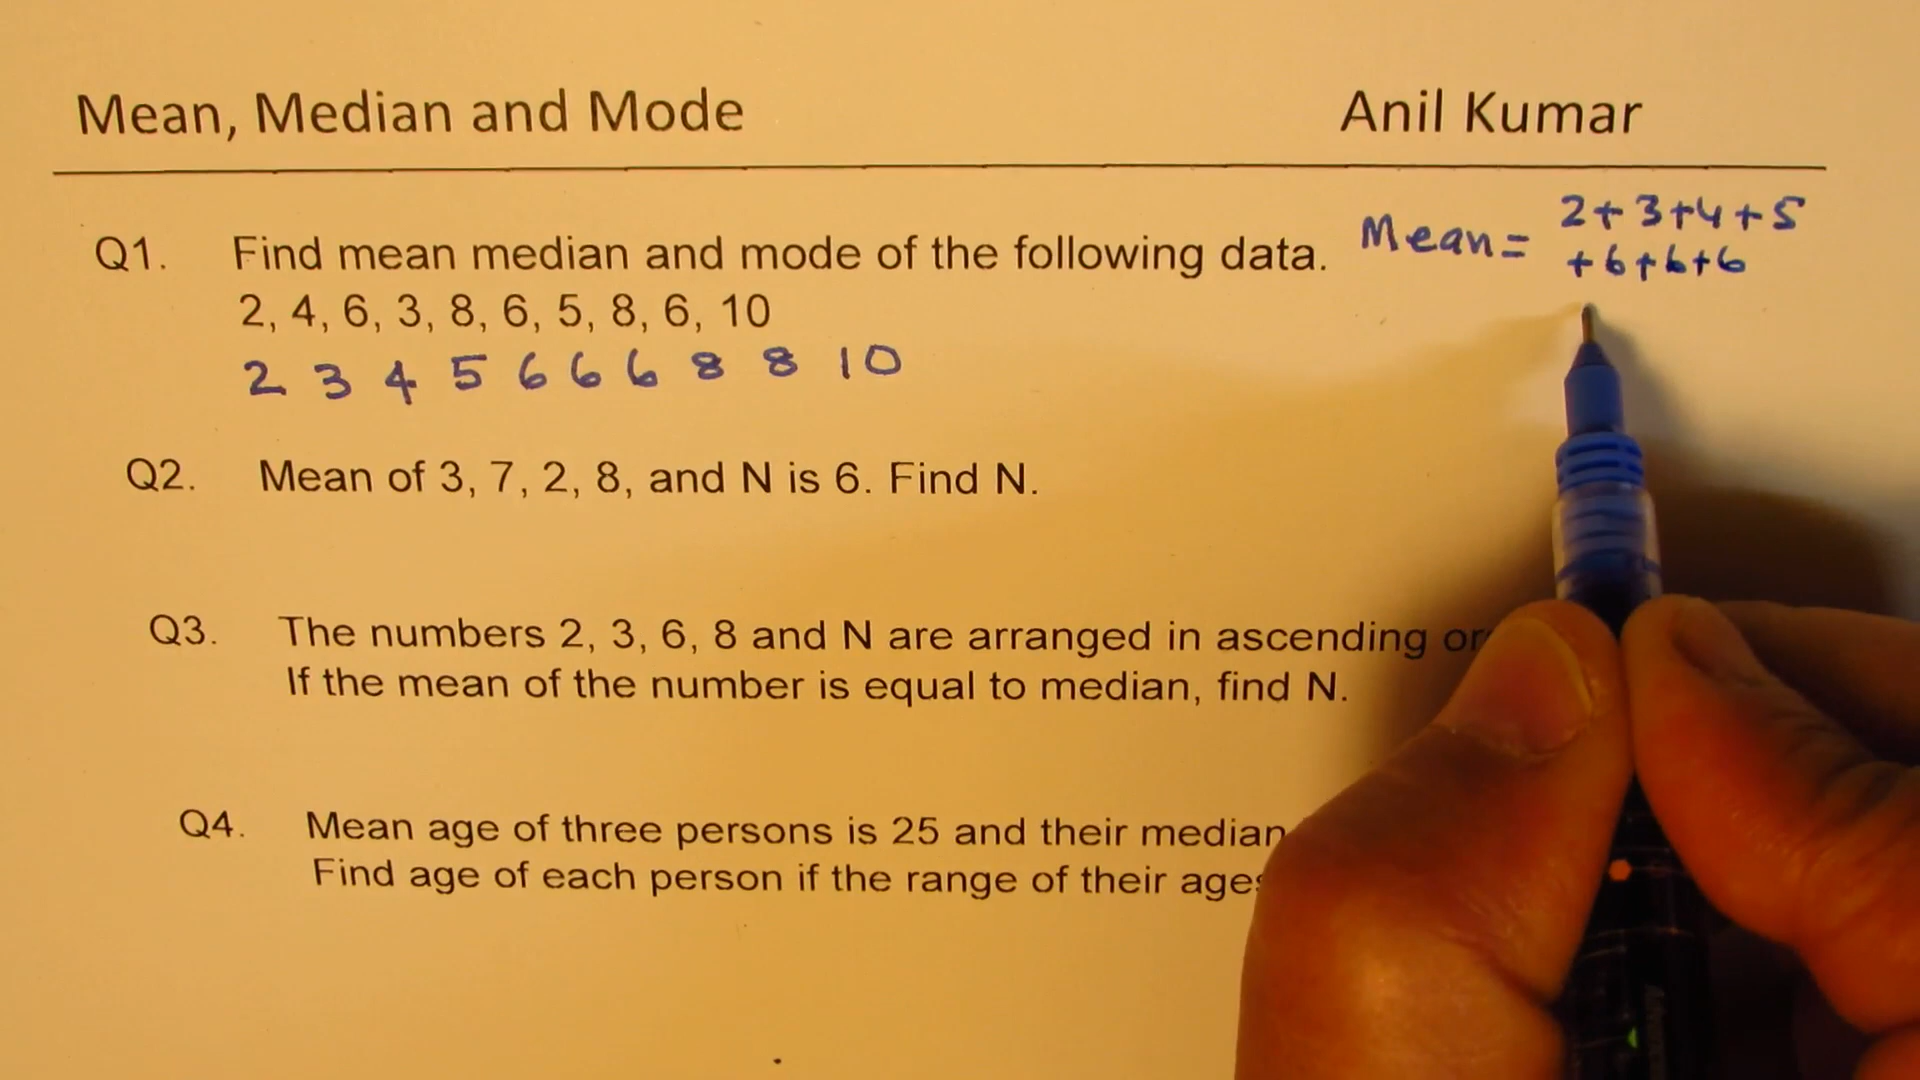 Mean, Median and Mode Anil Kumar
Q1. Find mean median and mode of the following data.
2, 4, 6, 3, 8, 6, 5, 8, 6, 10
2 3 4 5 6 6 6 8 8 10
Mean = 2+3+4+5
+6+6+6
Q2. Mean of 3, 7, 2, 8, and N is 6. Find N.
Q3. The numbers 2, 3, 6, 8 and N are arranged in ascending
If the mean of the number is equal to median, find N.
Q4. Mean age of three persons is 25 and their median
Find age of each person if the range of their